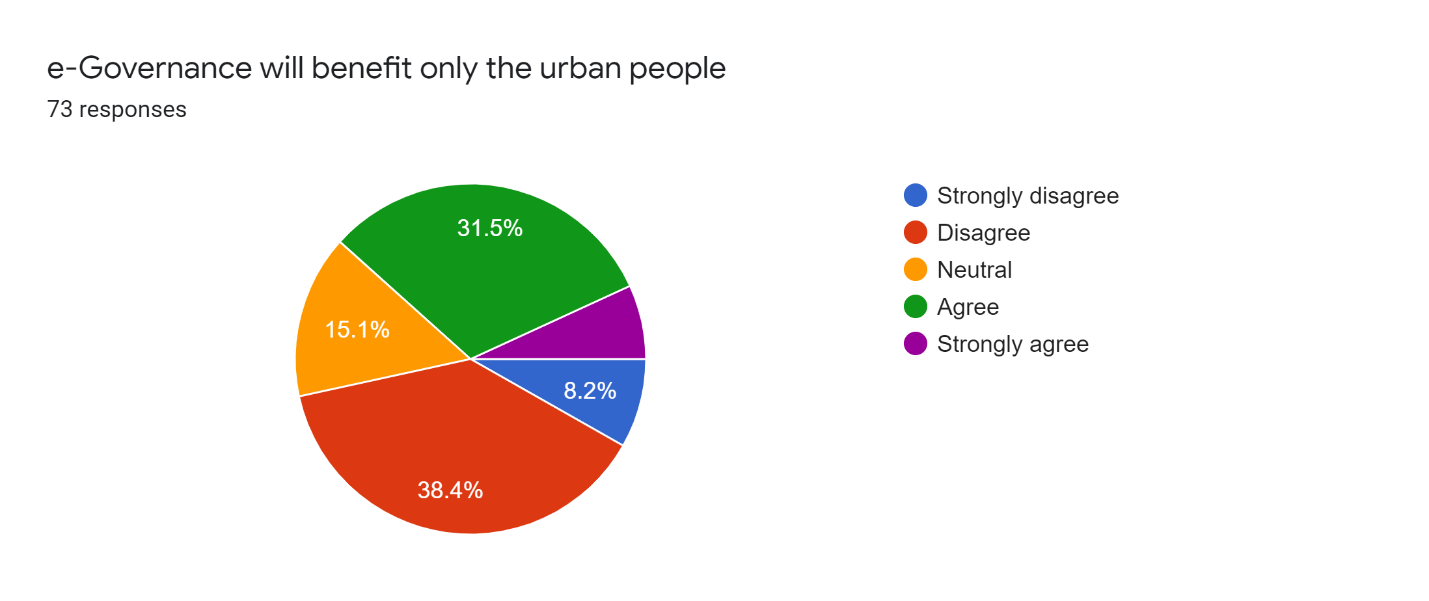 e-Governance will benefit only the urban people
73 responses
31.5%
15.1%
8.2%
38.4%
Strongly disagree
Disagree
Neutral
Agree
Strongly agree